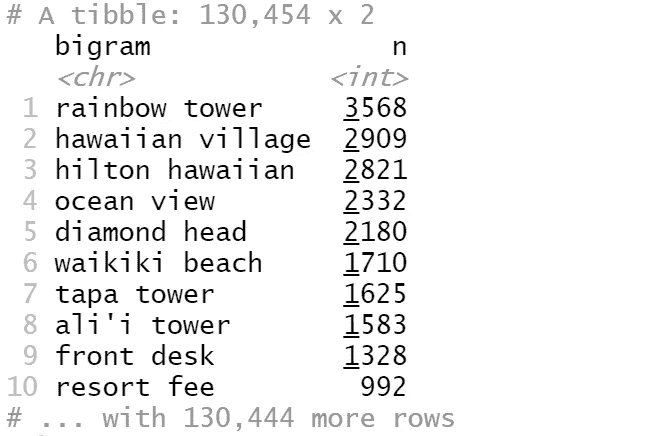 # A tibble: 130,454 x 2
bigram n
<chr> <int>
1 rainbow tower 3568
2 hawaiian village 2909
3 hilton hawaiian 2821
4 ocean view 2332
5 diamond head 2180
6 waikiki beach 1710
7 tapa tower 1625
8 ali'i tower 1583
9 front desk 1328
10 resort fee 992
# ... with 130,444 more rows